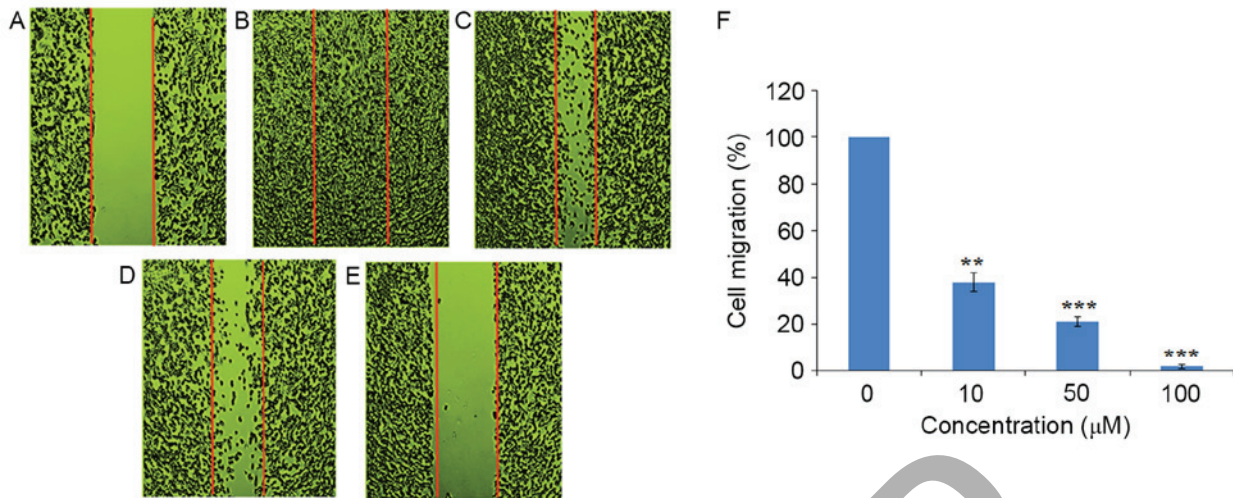 A
B
C
D
E
F
120
100
80
60
40
20
0
Cell migration (%)
**
***
***
0 10 50 100
Concentration (μM)